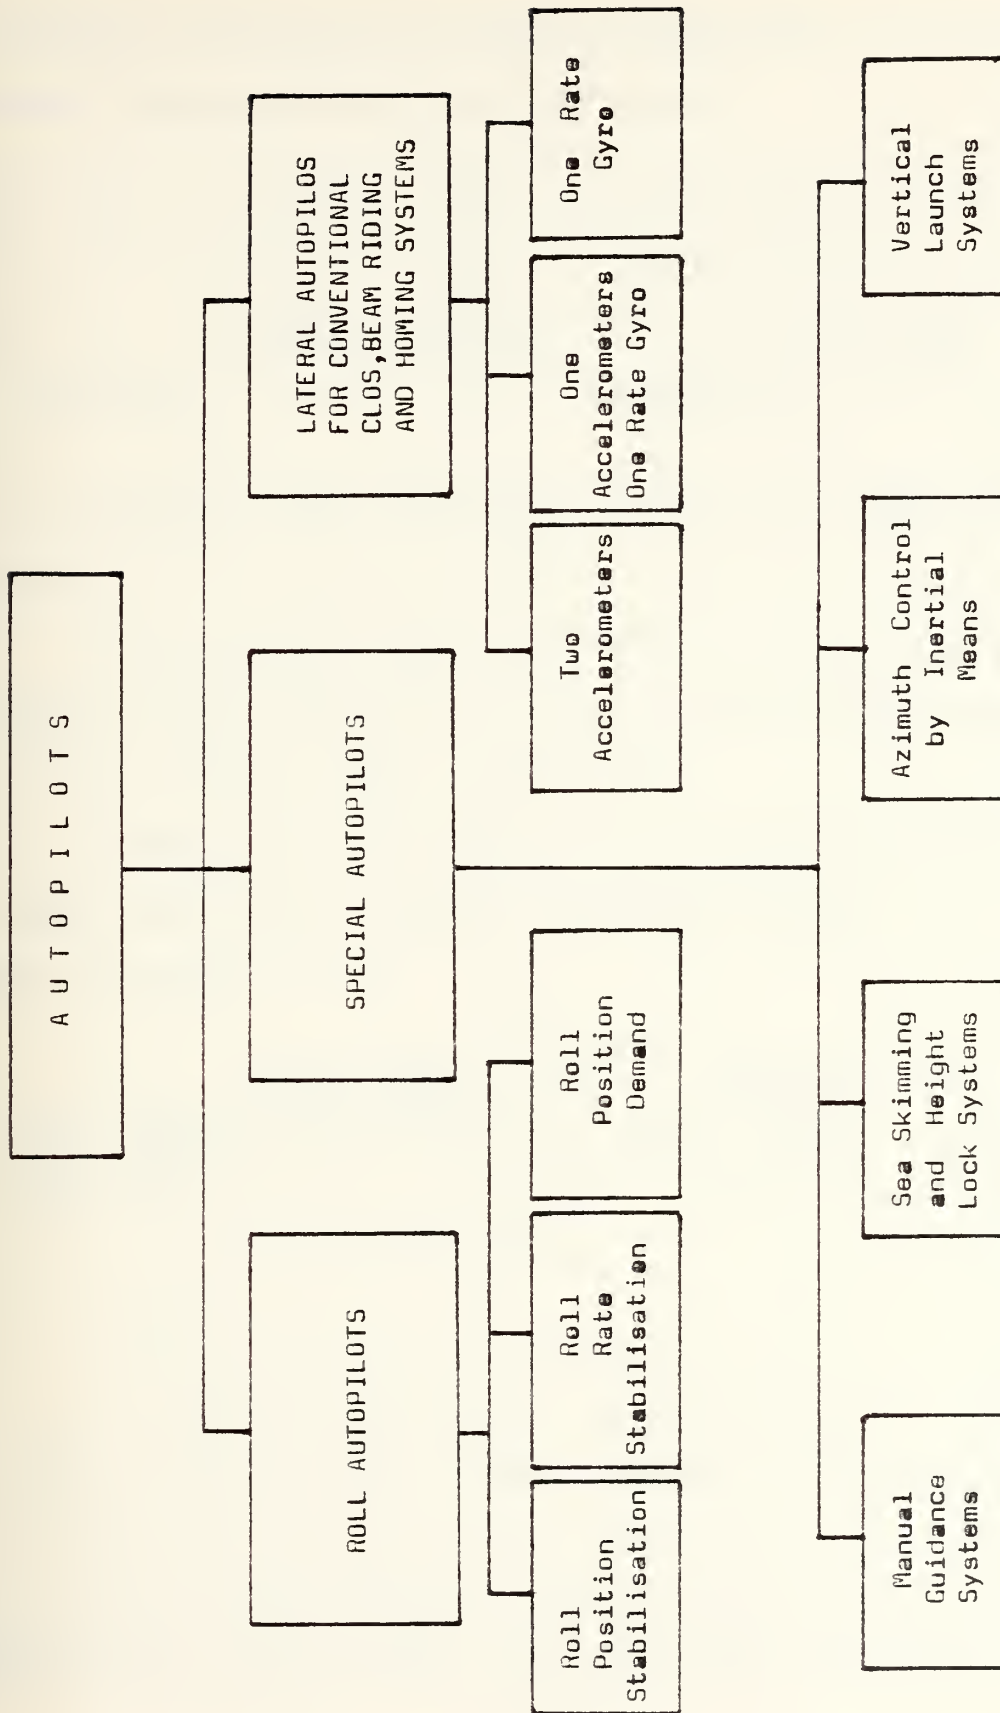 A U T O P I L O T S
ROLL AUTOPILOTS
SPECIAL AUTOPILOTS
LATERAL AUTOPILOS
FOR CONVENTIONAL
CLOS,BEAM RIDING
AND HOMING SYSTEMS
Roll
Position
Stabilisation
Roll
Rate
Stabilisation
Roll
Position
Demand
Two
Accelerometers
One
Accelerometers
One Rate Gyro
One Rate
Gyro
Manual
Guidance
Systems
Sea Skimming
and Height
Lock Systems
Azimuth Control
by Inertial
Means
Vertical
Launch
Systems